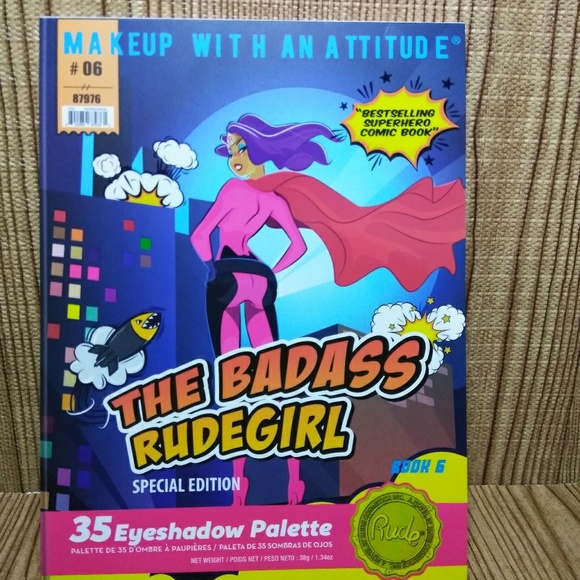 MAKEUP WITH AN ATTITUDE®
# 06
87976
"BESTSELLING
SUPERHERO
COMIC BOOK"
THE BADASS
RUDEGIRL
SPECIAL EDITION
BOOK 6
35 Eyeshadow Palette
PALETTE DE 35 D'OMBRE À PAUPIÈRES / PALETA DE 35 SOMBRAS DE OJOS
NET WEIGHT / POIDS NET / PESO NETO : 38g / 1.34oz
Rude